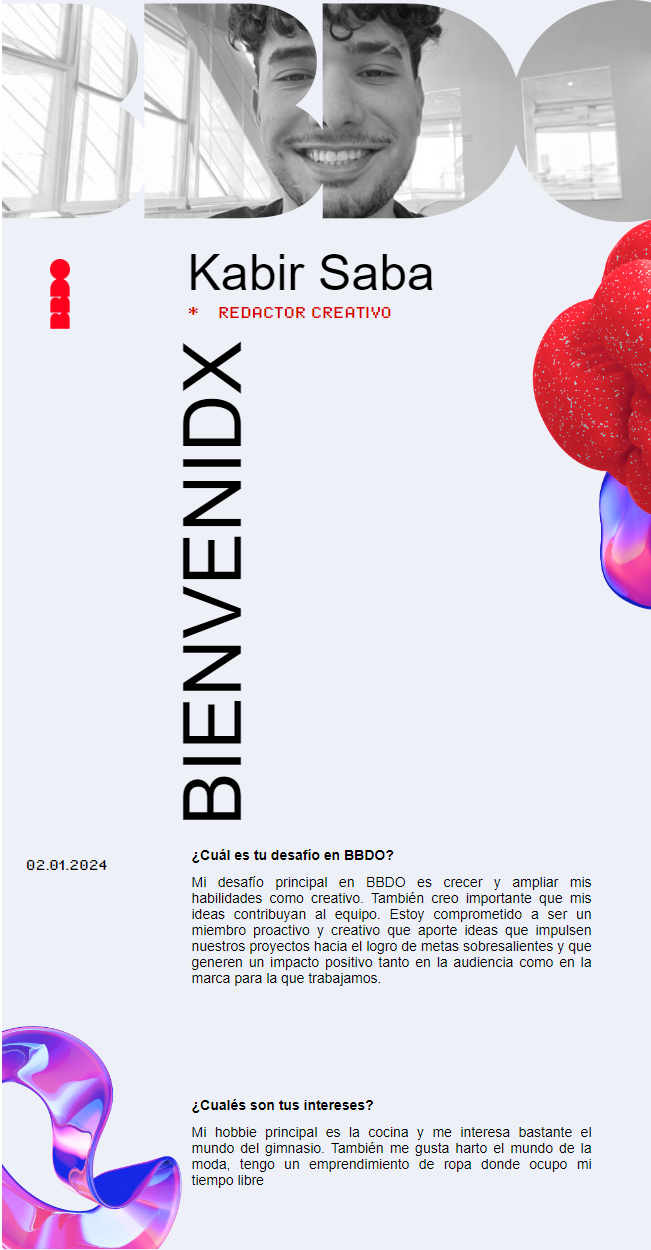 BBDO
Kabir Saba
BBDO
* REDACTOR CREATIVO
BIENVENIDX
02.01.2024
¿Cuál es tu desafío en BBDO?
Mi desafío principal en BBDO es crecer y ampliar mis
habilidades como creativo. También creo importante que mis
ideas contribuyan al equipo. Estoy comprometido a ser un
miembro proactivo y creativo que aporte ideas que impulsen
nuestros proyectos hacia el logro de metas sobresalientes y que
generen un impacto positivo tanto en la audiencia como en la
marca para la que trabajamos.
¿Cualés son tus intereses?
Mi hobbie principal es la cocina y me interesa bastante el
mundo del gimnasio. También me gusta harto el mundo de la
moda, tengo un emprendimiento de ropa donde ocupo mi
tiempo libre